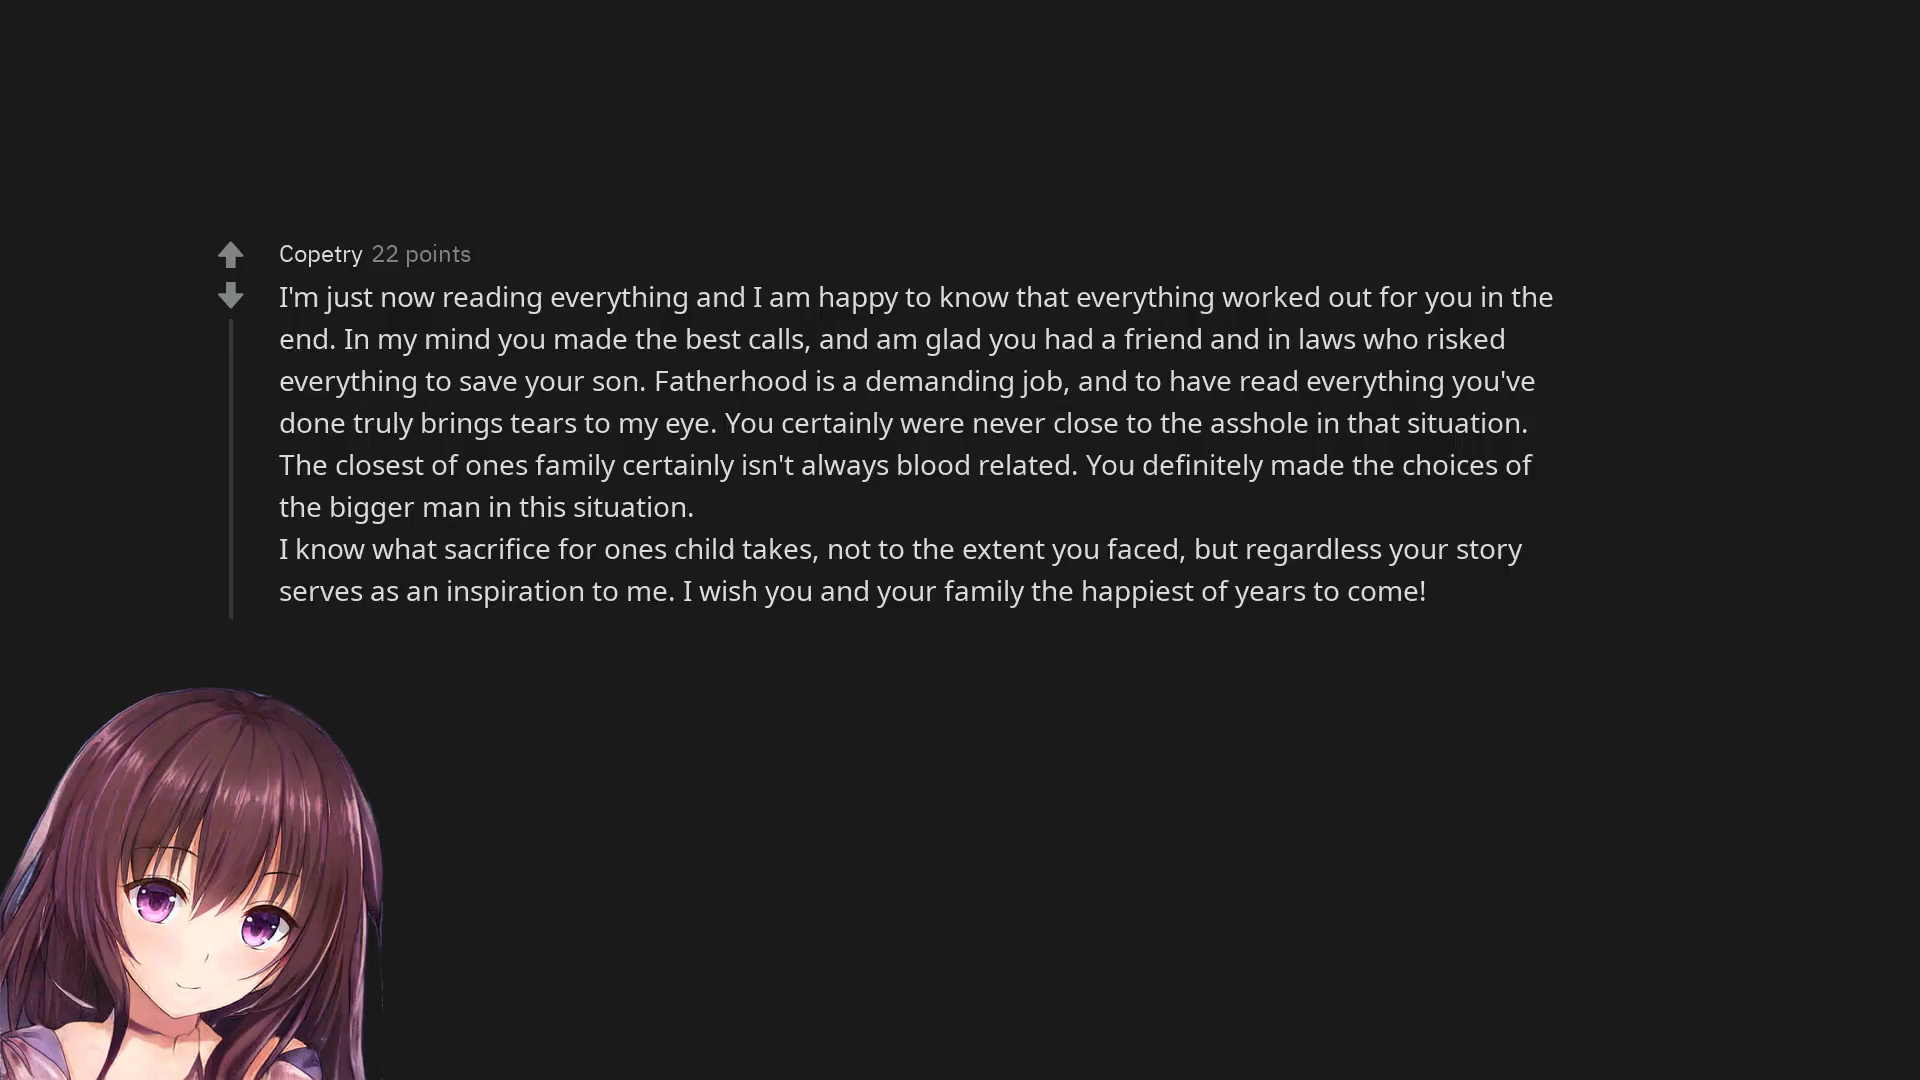 Copetry 22 points
I'm just now reading everything and I am happy to know that everything worked out for you in the
end. In my mind you made the best calls, and am glad you had a friend and in laws who risked
everything to save your son. Fatherhood is a demanding job, and to have read everything you've
done truly brings tears to my eye. You certainly were never close to the asshole in that situation.
The closest of ones family certainly isn't always blood related. You definitely made the choices of
the bigger man in this situation.
I know what sacrifice for ones child takes, not to the extent you faced, but regardless your story
serves as an inspiration to me. I wish you and your family the happiest of years to come!